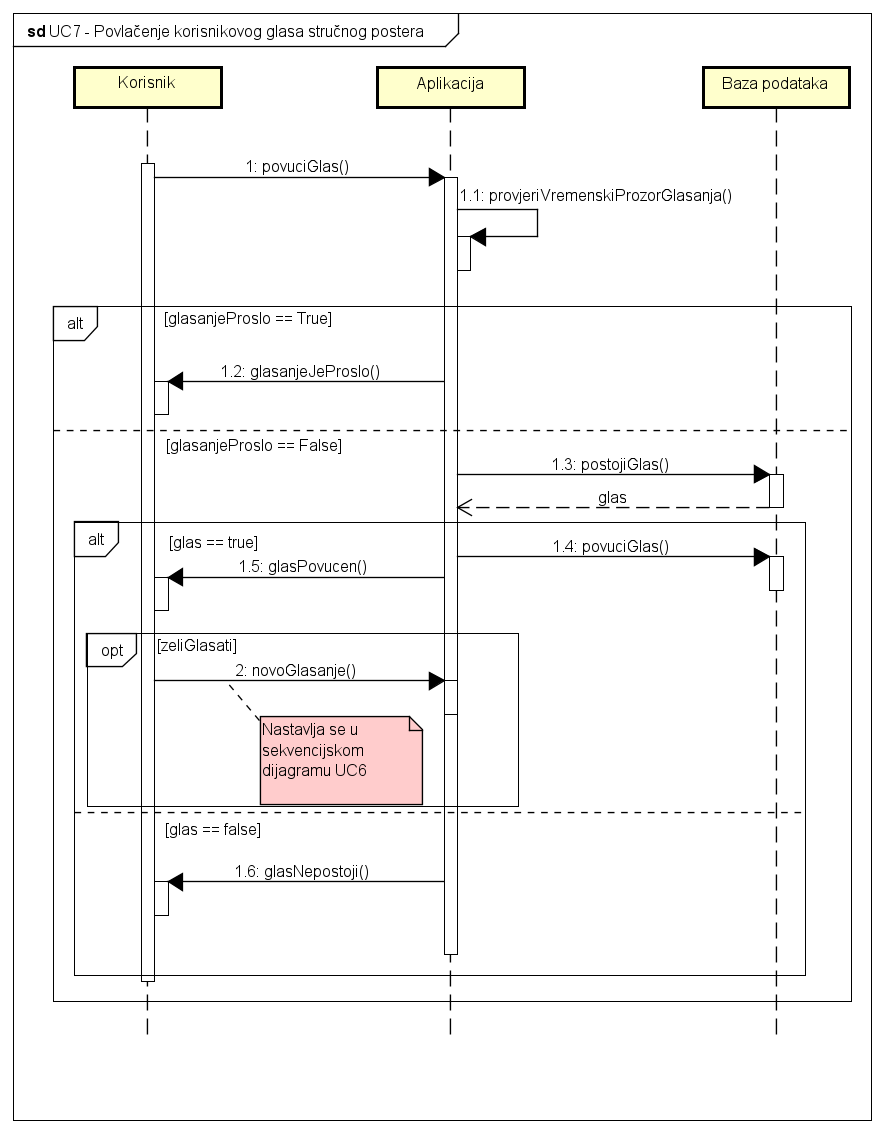 sd UC7 - Povlačenje korisnikovog glasa stručnog postera
Korisnik
Aplikacija
Baza podataka
1: povuciGlas()
1.1: provjeriVremenskiProzorGlasanja()
alt
[glasanjeProslo == True]
1.2: glasanjeJeProslo()
[glasanjeProslo == False]
1.3: postojiGlas()
glas
alt
[glas == true]
1.4: povuciGlas()
1.5: glasPovucen()
opt
[zeliGlasati]
2: novoGlasanje()
Nastavlja se u
sekvencijskom
dijagramu UC6
[glas == false]
1.6: glasNepostoji()